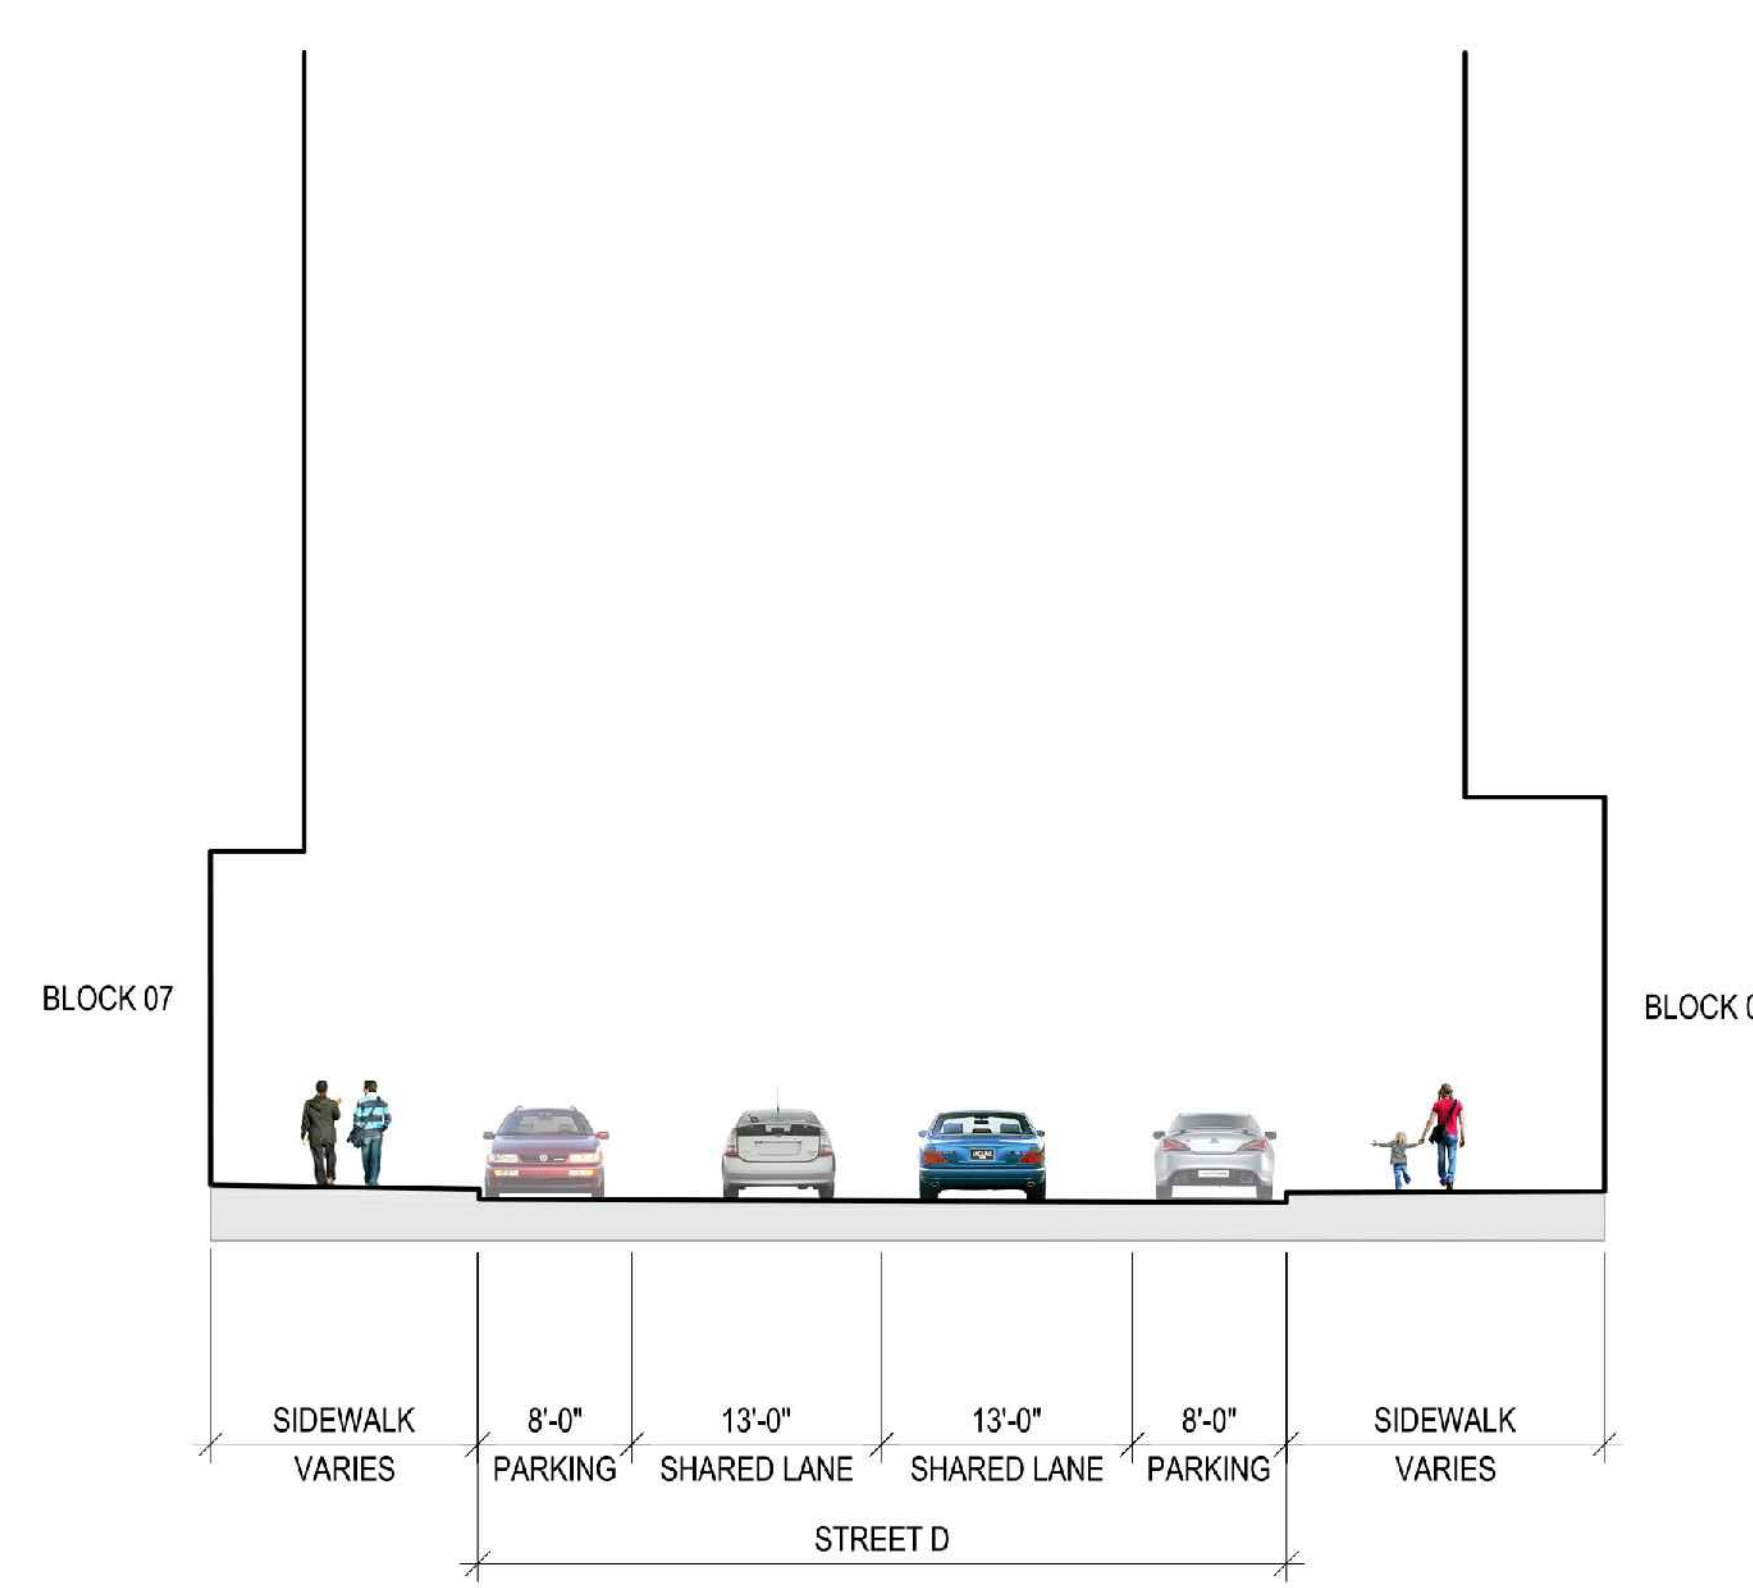 BLOCK 07
BLOCK
SIDEWALK 8'-0" 13'-0" 13'-0" 8'-0" SIDEWALK
VARIES PARKING SHARED LANE SHARED LANE PARKING VARIES
STREET D